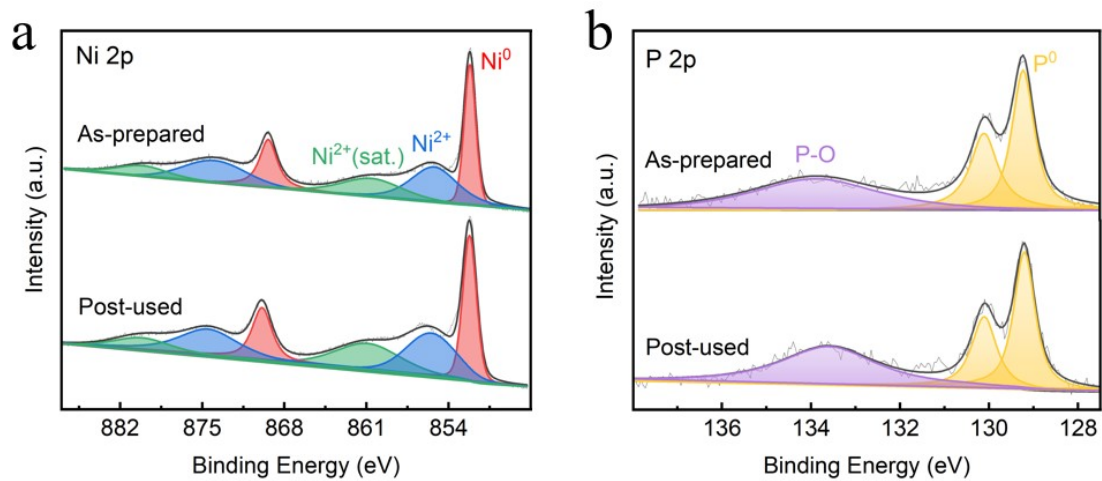 a
Ni 2p
Ni⁰
As-prepared
Ni²⁺
Ni²⁺(sat.)
Post-used
Intensity (a.u.)
882 875 868 861 854
Binding Energy (eV)
b
P 2p
P⁰
As-prepared
P-O
Post-used
Intensity (a.u.)
136 134 132 130 128
Binding Energy (eV)